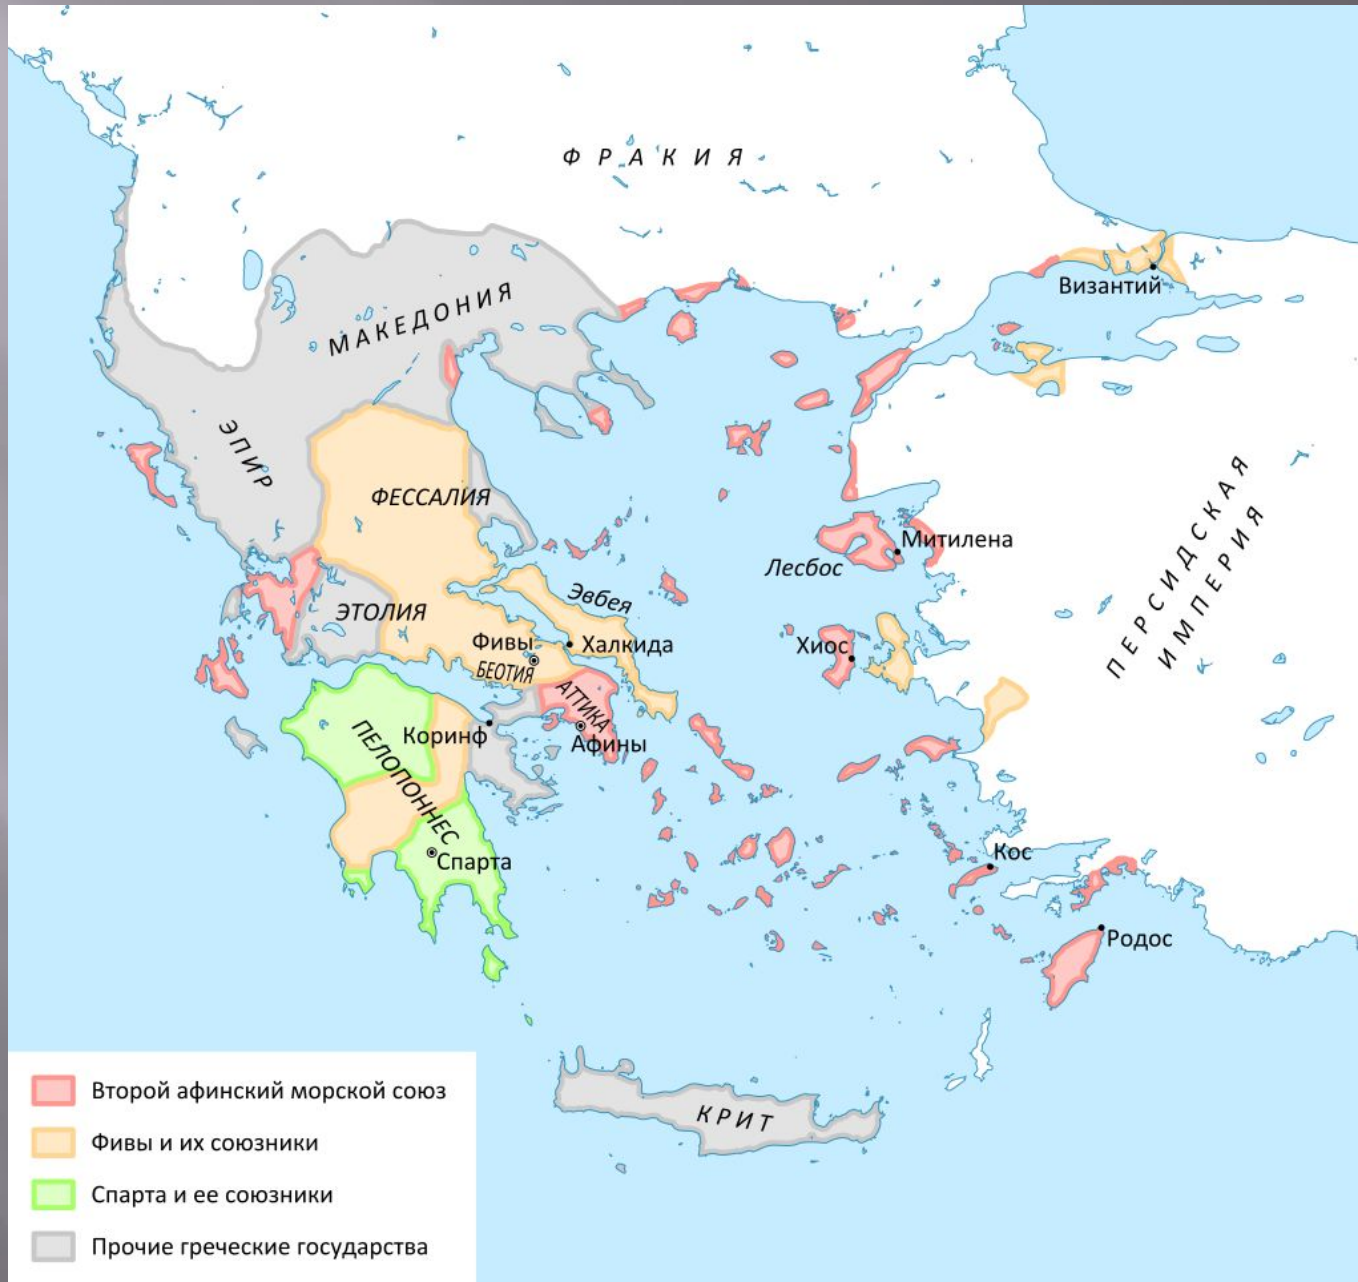 ФРАКИЯ
Византий
МАКЕДОНИЯ
ЭПИР
ФЕССАЛИЯ
ПЕРСИДСКАЯ
ИМПЕРИЯ
Митилена
Лесбос
Эвбея
ЭТОЛИЯ
Фивы
Халкида
Хиос
БЕОТИЯ
АТТИКА
Коринф
Афины
ПЕЛОПОННЕС
Спарта
Кос
Родос
КРИТ
Второй афинский морской союз
Фивы и их союзники
Спарта и ее союзники
Прочие греческие государства